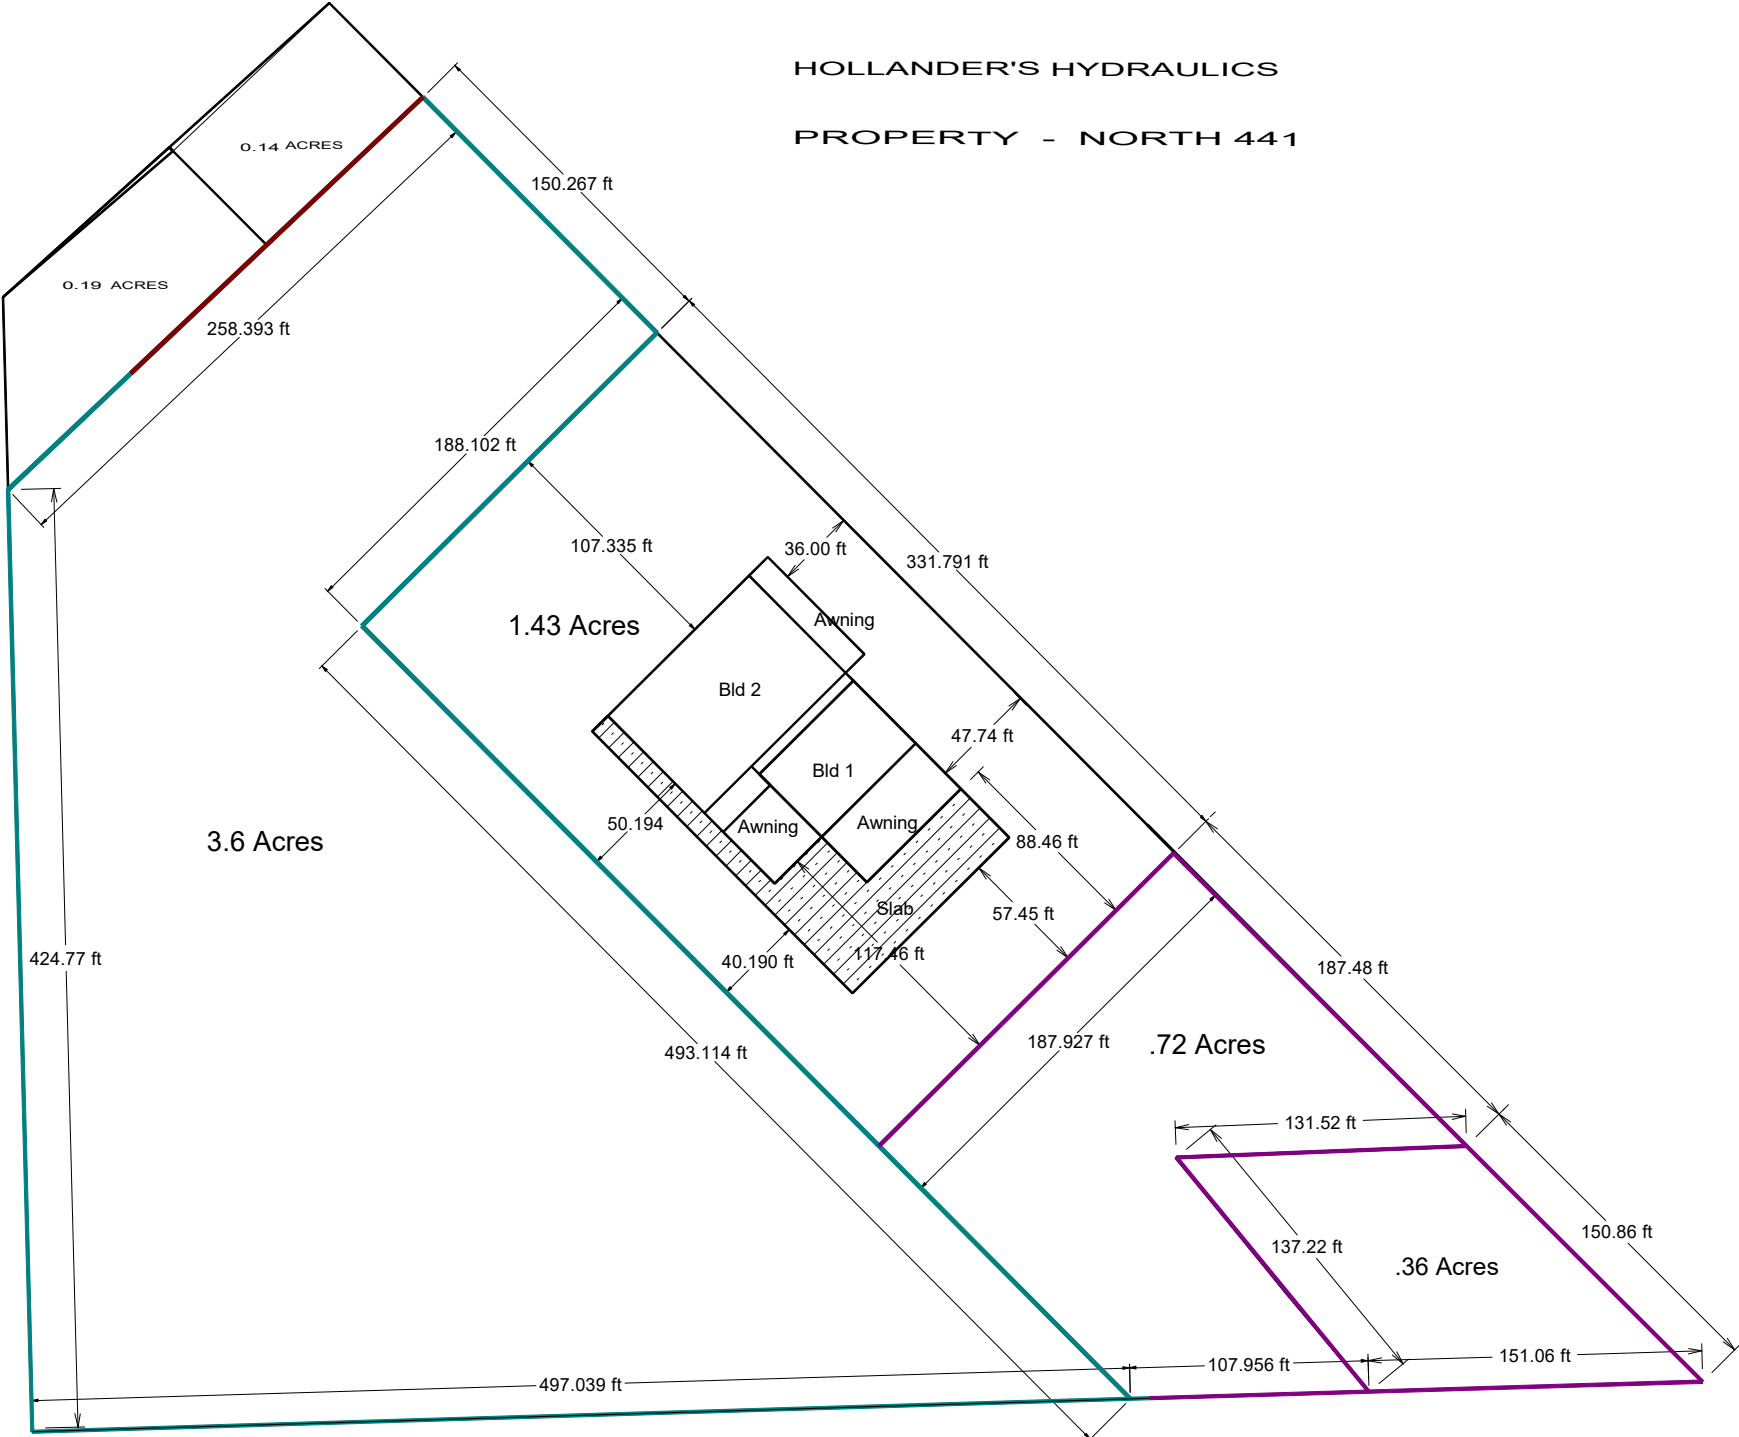 HOLLANDER'S HYDRAULICS
PROPERTY - NORTH 441
0.14 ACRES
150.267 ft
0.19 ACRES
258.393 ft
188.102 ft
107.335 ft
36.00 ft
331.791 ft
1.43 Acres
Awning
Bld 2
47.74 ft
Bld 1
50.194
Awning
Awning
3.6 Acres
88.46 ft
Slab
57.45 ft
117.46 ft
424.77 ft
40.190 ft
187.48 ft
493.114 ft
187.927 ft
.72 Acres
131.52 ft
150.86 ft
137.22 ft
.36 Acres
151.06 ft
107.956 ft
497.039 ft